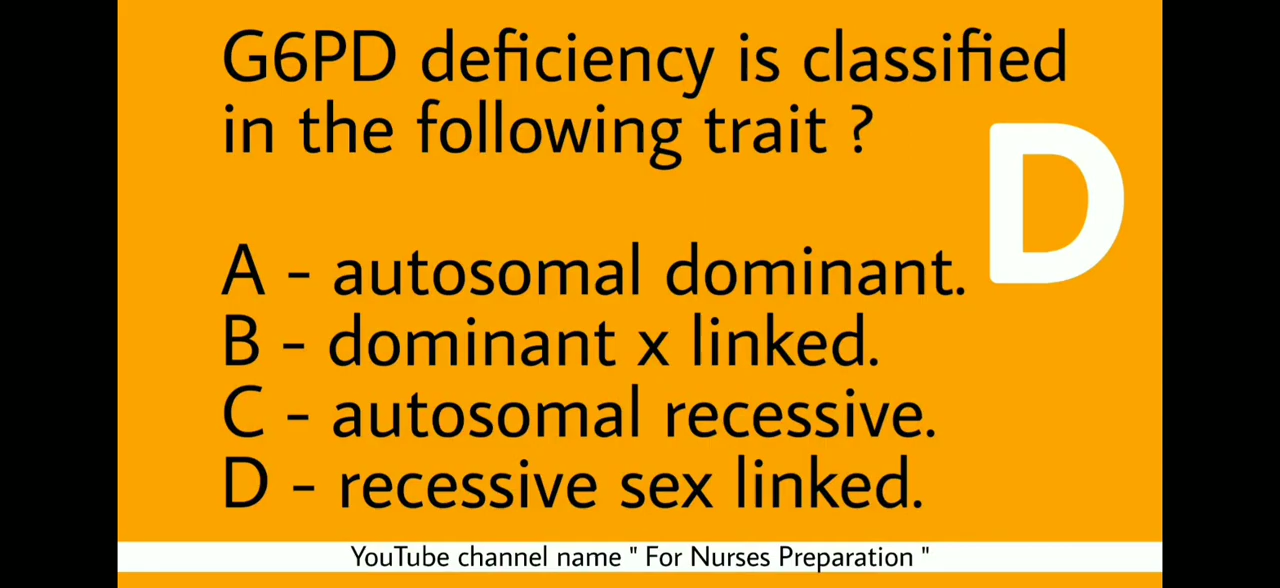 G6PD deficiency is classified
in the following trait ?
D
A - autosomal dominant.
B - dominant x linked.
C - autosomal recessive.
D - recessive sex linked.
YouTube channel name " For Nurses Preparation "